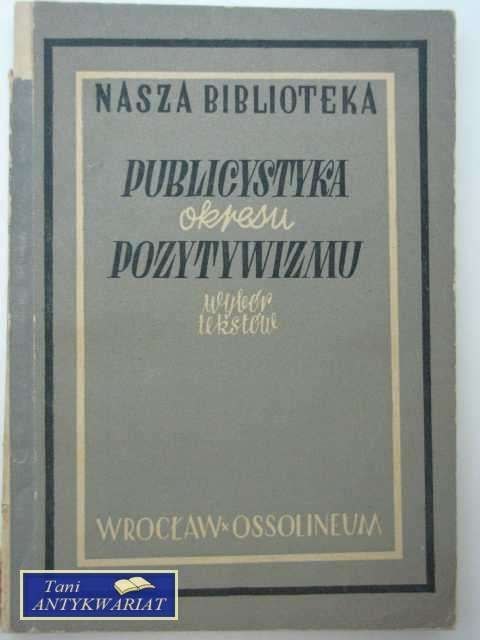 NASZA BIBLIOTEKA
PUBLICYSTYKA
okresu
POZYTYWIZMU
wybór
tekstów
WROCŁAW × OSSOLINEUM
Tani
ANTYKWARIAT